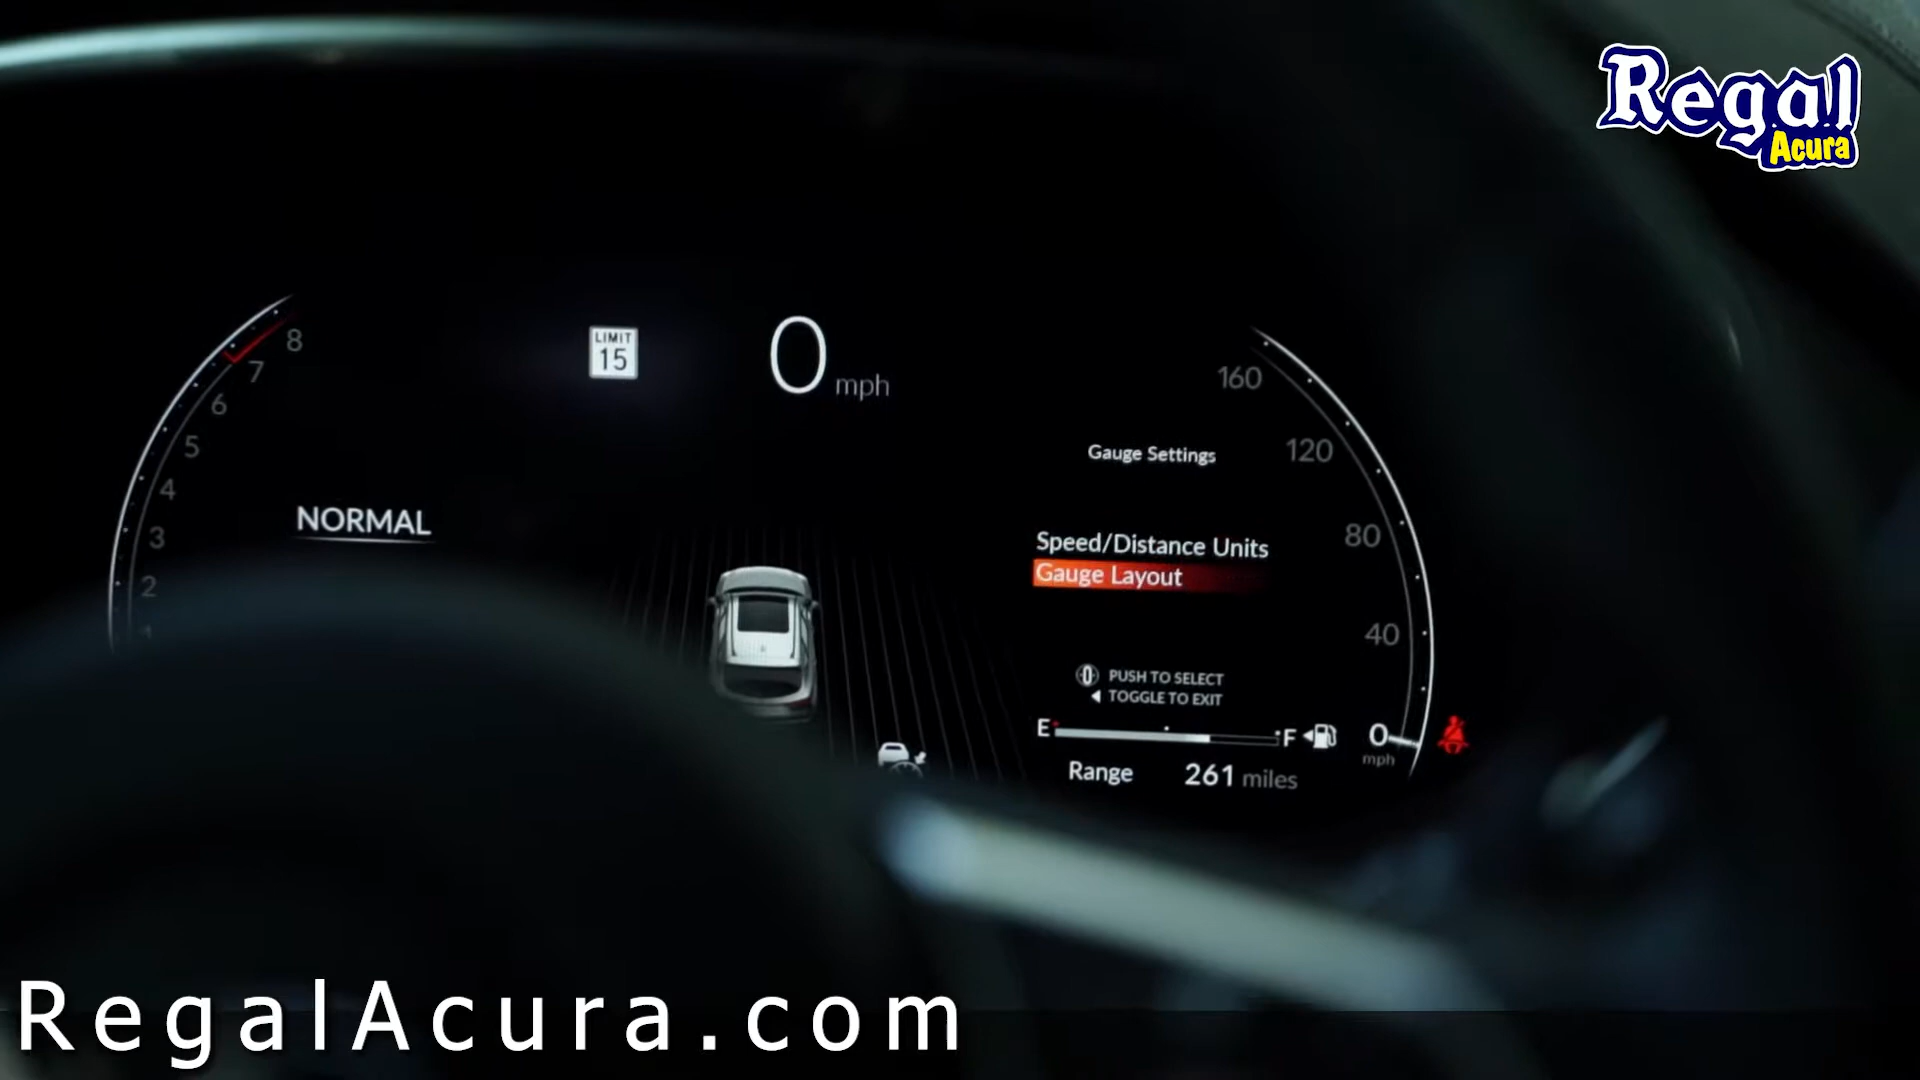 Regal
Acura
LIMIT
15
0 mph
8
7
6
5
4
3
2
1
NORMAL
160
120
80
40
0
mph
Gauge Settings
Speed/Distance Units
Gauge Layout
0 PUSH TO SELECT
TOGGLE TO EXIT
E F
Range 261 miles
RegalAcura.com